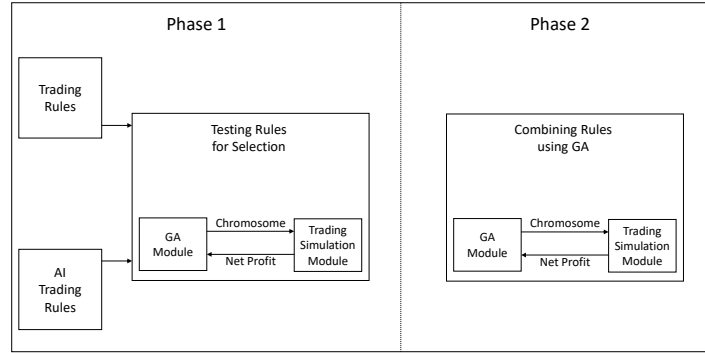 Phase 1
Phase 2
Trading
Rules
Testing Rules
for Selection
GA
Module
Chromosome
Net Profit
Trading
Simulation
Module
AI
Trading
Rules
Combining Rules
using GA
GA
Module
Chromosome
Net Profit
Trading
Simulation
Module